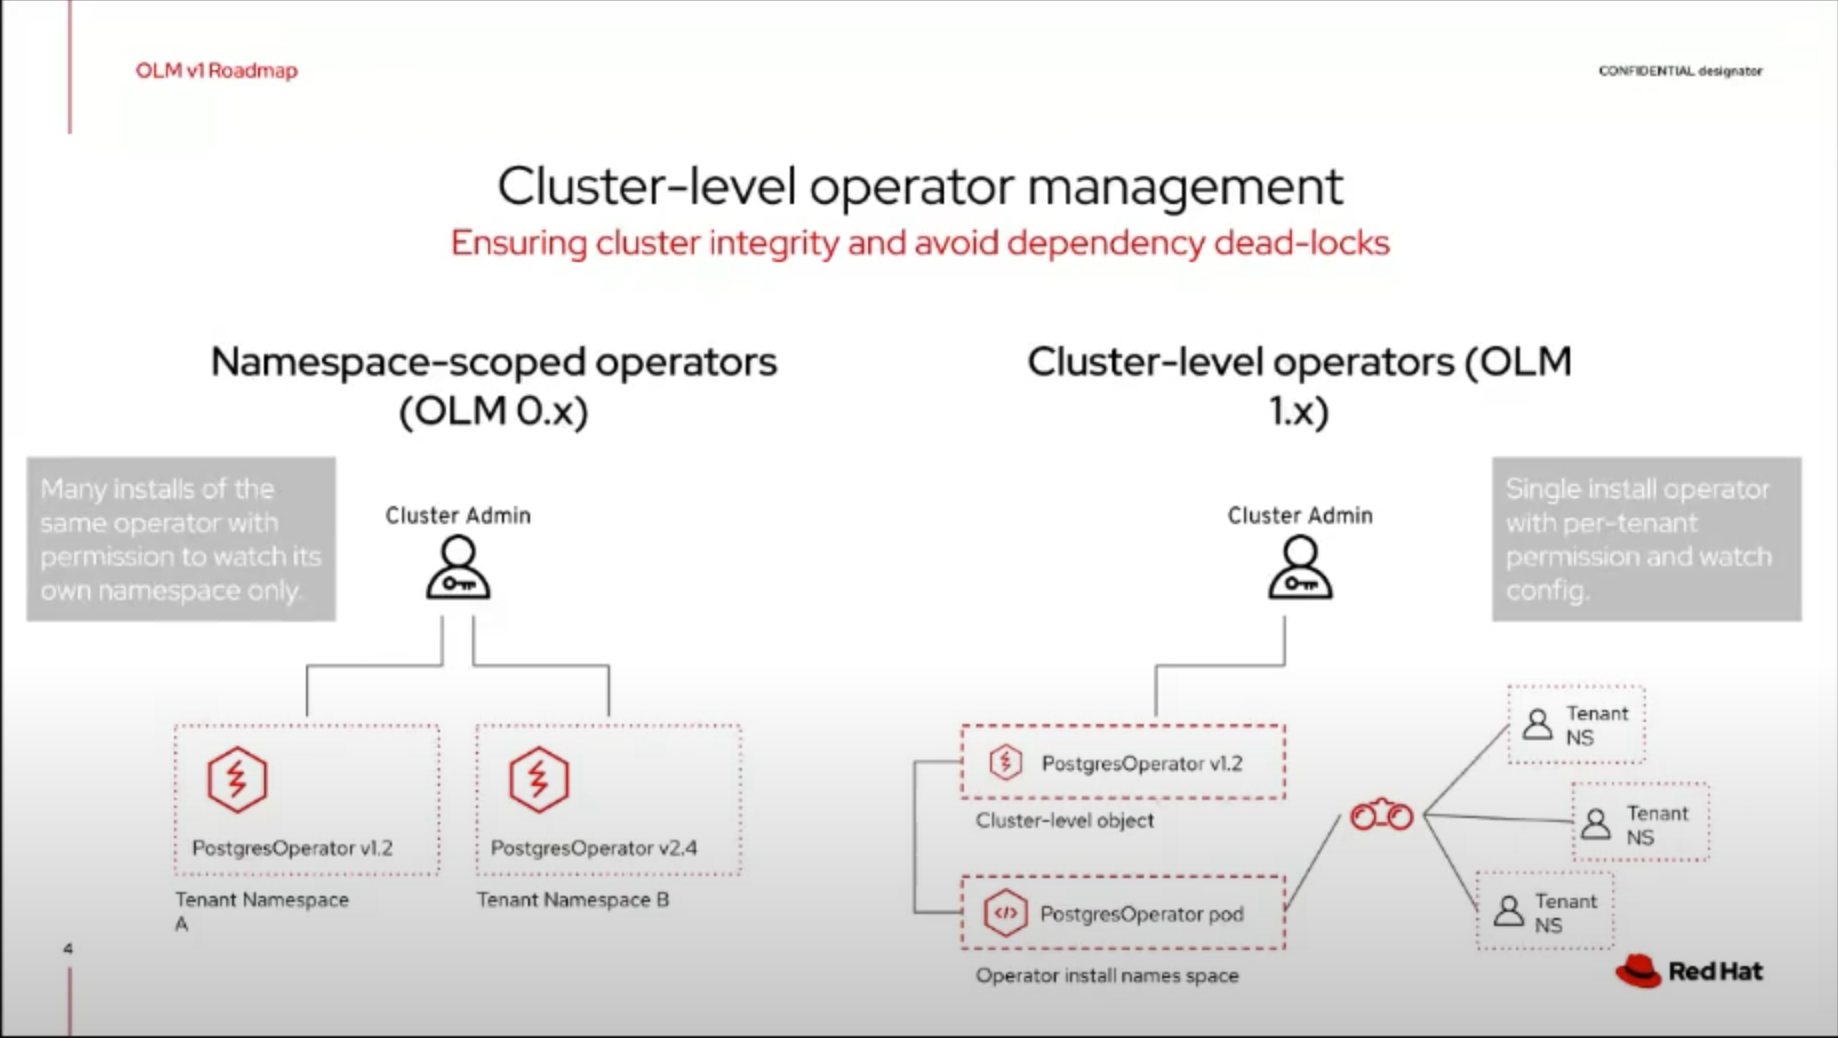 OLM v1 Roadmap
CONFIDENTIAL designator
Cluster-level operator management
Ensuring cluster integrity and avoid dependency dead-locks
Namespace-scoped operators
(OLM 0.x)
Many installs of the
same operator with
permission to watch its
own namespace only.
Cluster Admin
PostgresOperator v1.2
Tenant Namespace
A
PostgresOperator v2.4
Tenant Namespace B
Cluster-level operators (OLM
1.x)
Cluster Admin
Single install operator
with per-tenant
permission and watch
config.
PostgresOperator v1.2
Cluster-level object
PostgresOperator pod
Operator install names space
Tenant
NS
Tenant
NS
Tenant
NS
4
Red Hat